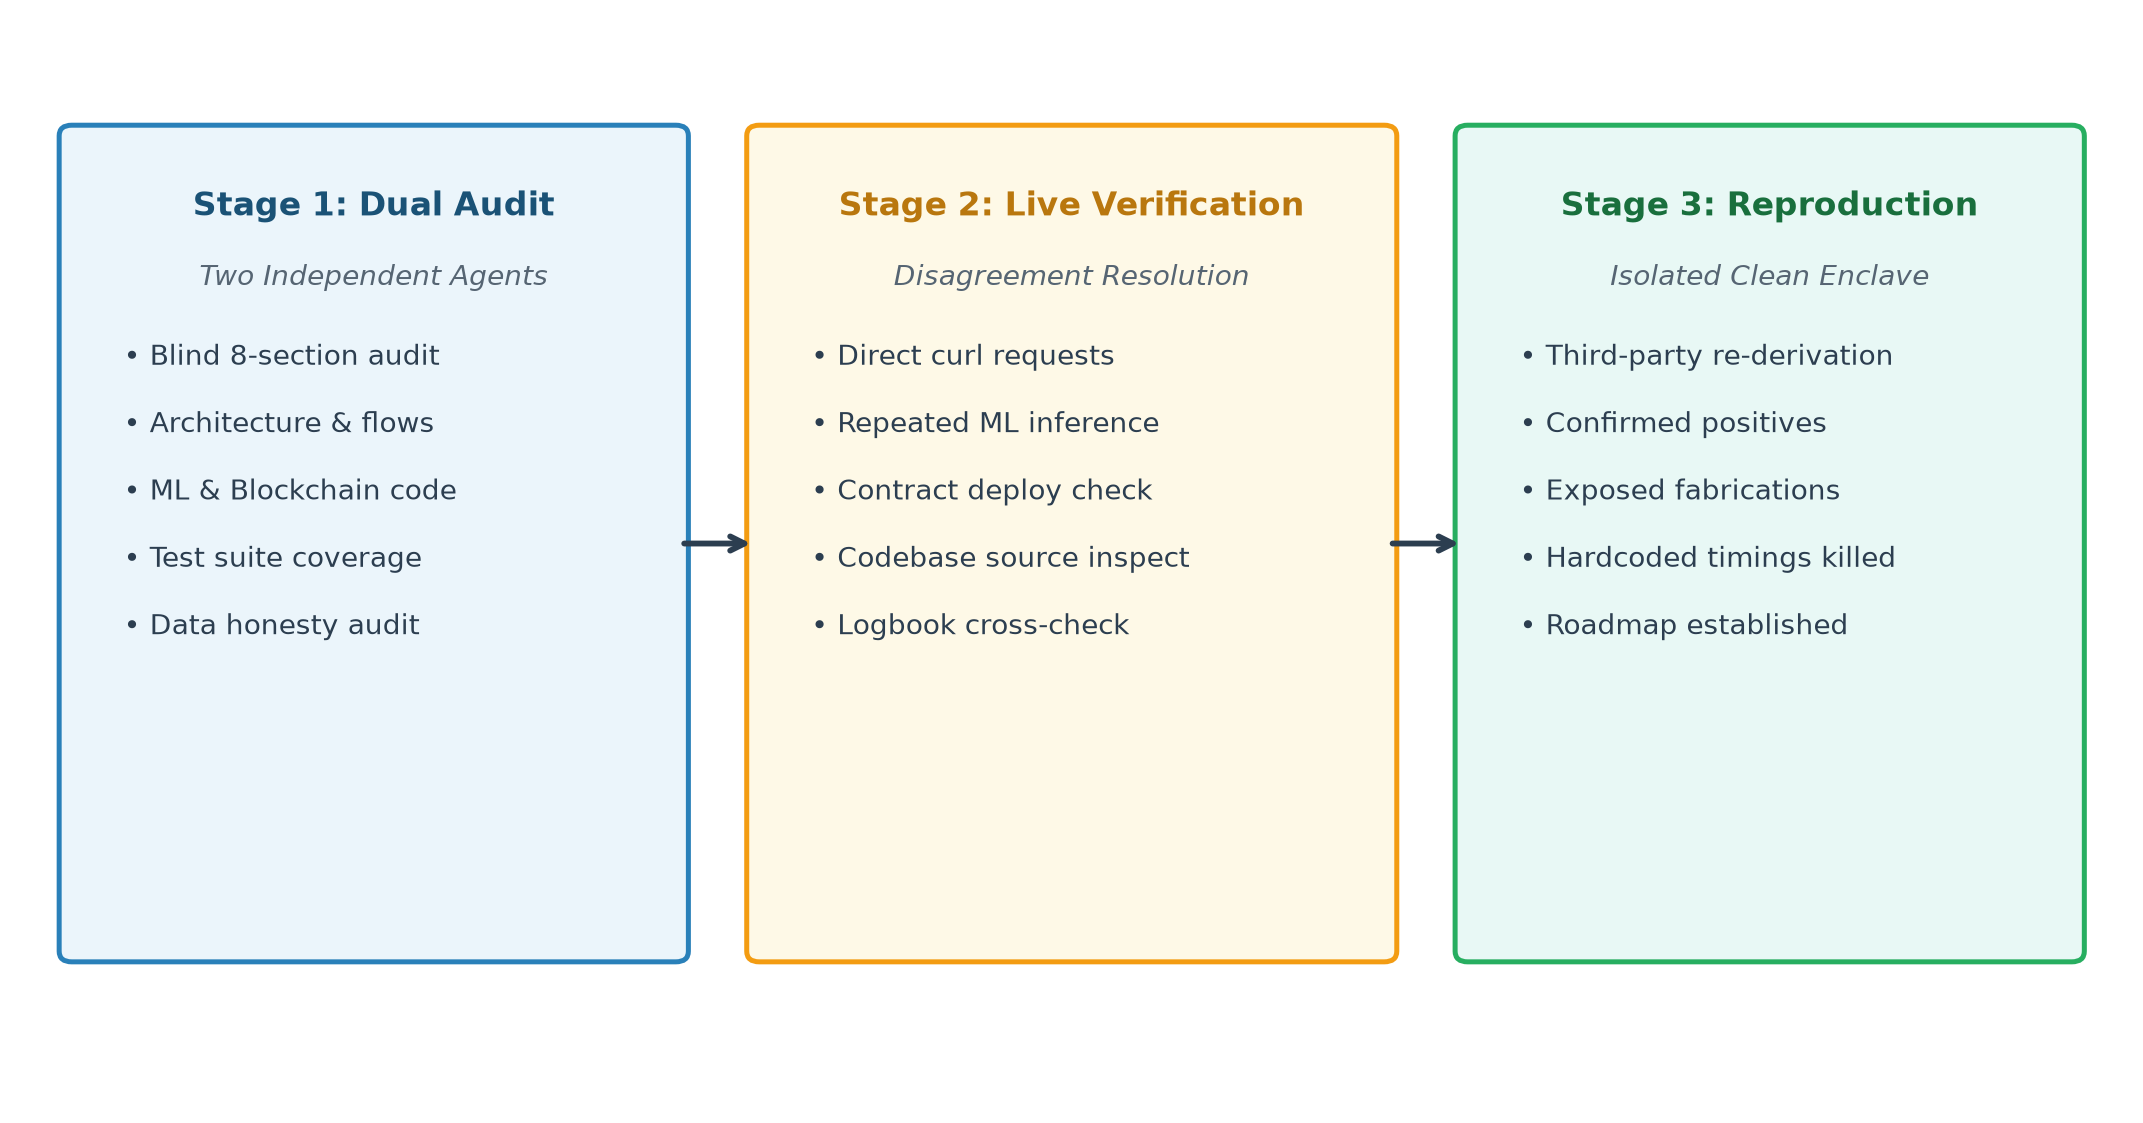 Stage 1: Dual Audit
Two Independent Agents
• Blind 8-section audit
• Architecture & flows
• ML & Blockchain code
• Test suite coverage
• Data honesty audit
Stage 2: Live Verification
Disagreement Resolution
• Direct curl requests
• Repeated ML inference
• Contract deploy check
• Codebase source inspect
• Logbook cross-check
Stage 3: Reproduction
Isolated Clean Enclave
• Third-party re-derivation
• Confirmed positives
• Exposed fabrications
• Hardcoded timings killed
• Roadmap established